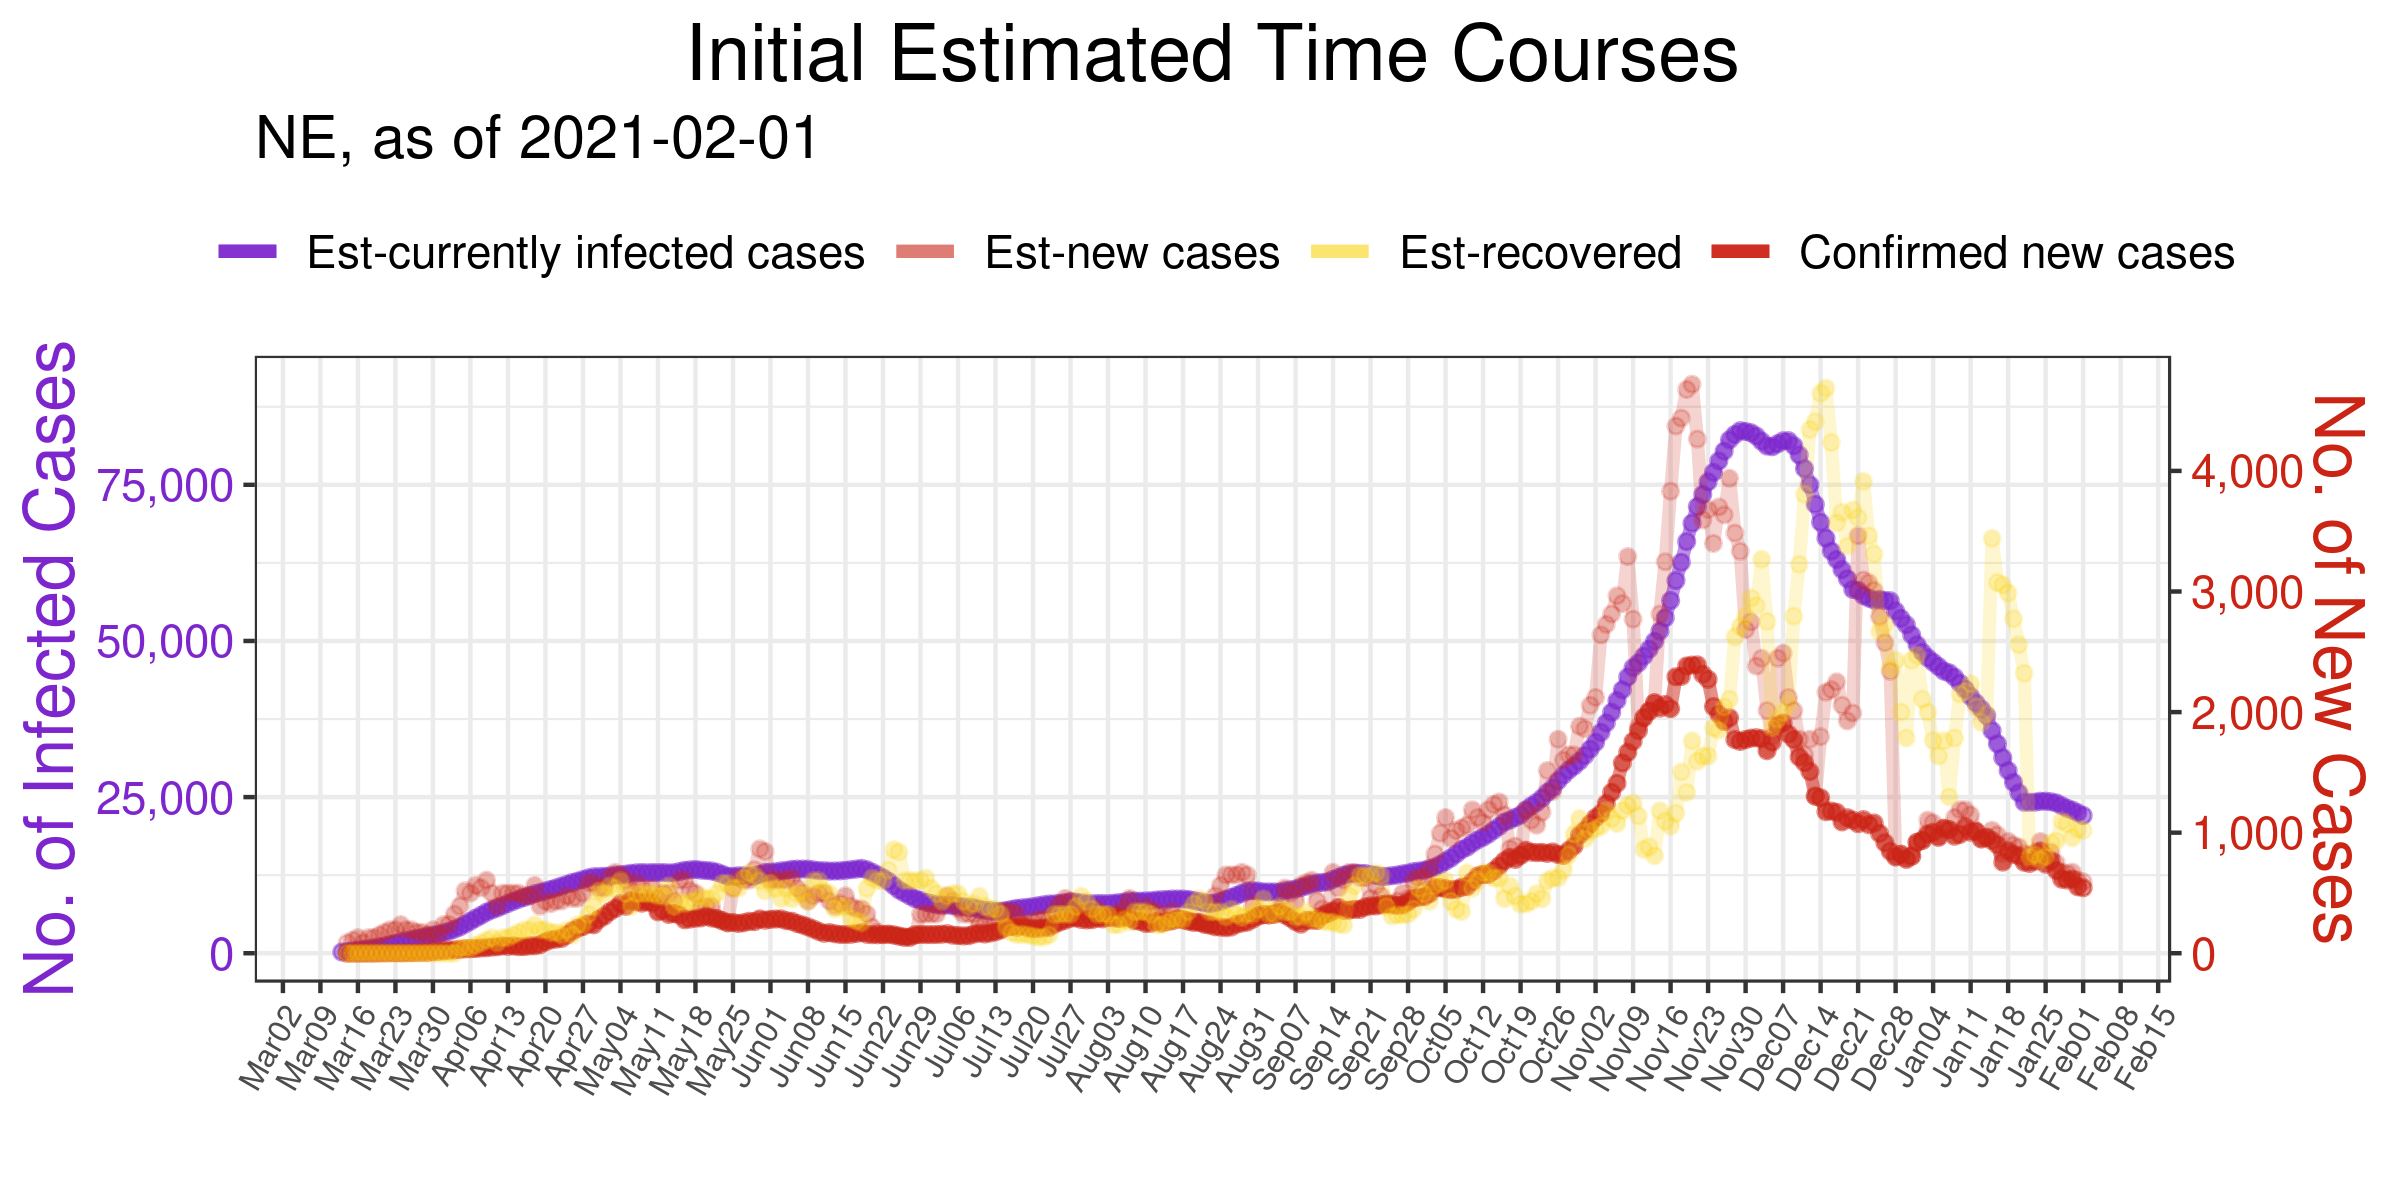 Initial Estimated Time Courses
NE, as of 2021-02-01
Est-currently infected cases
Est-new cases
Est-recovered
Confirmed new cases
No. of Infected Cases
75,000
50,000
25,000
0
4,000
3,000
2,000
1,000
0
No. of New Cases
Mar02
Mar09
Mar16
Mar23
Mar30
Apr06
Apr13
Apr20
Apr27
May04
May11
May18
May25
Jun01
Jun08
Jun15
Jun22
Jun29
Jul06
Jul13
Jul20
Jul27
Aug03
Aug10
Aug17
Aug24
Aug31
Sep07
Sep14
Sep21
Sep28
Oct05
Oct12
Oct19
Oct26
Nov02
Nov09
Nov16
Nov23
Nov30
Dec07
Dec14
Dec21
Dec28
Jan04
Jan11
Jan18
Jan25
Feb01
Feb08
Feb15